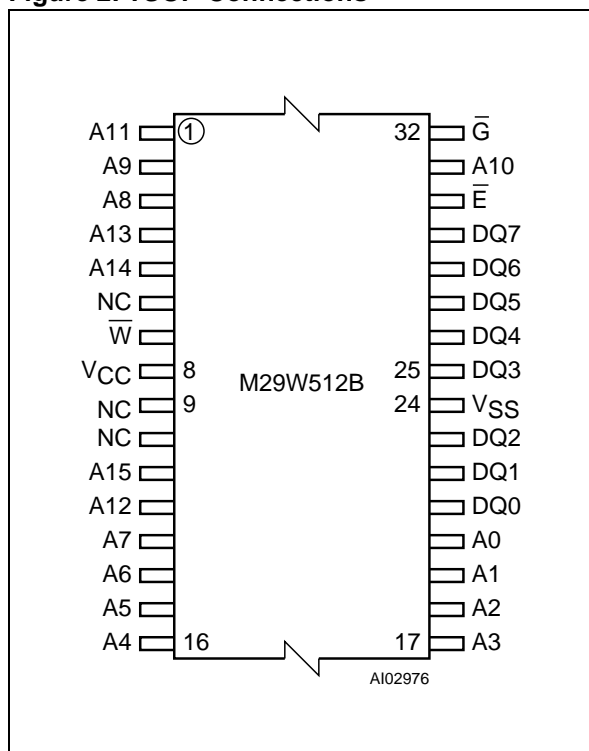 Figure 2. TSOP Connections
A11 1 32 G̅
A9 A10
A8 E̅
A13 DQ7
A14 DQ6
NC DQ5
W̅ DQ4
VCC 8 M29W512B 25 DQ3
NC 9 24 VSS
NC DQ2
A15 DQ1
A12 DQ0
A7 A0
A6 A1
A5 A2
A4 16 17 A3
AI02976